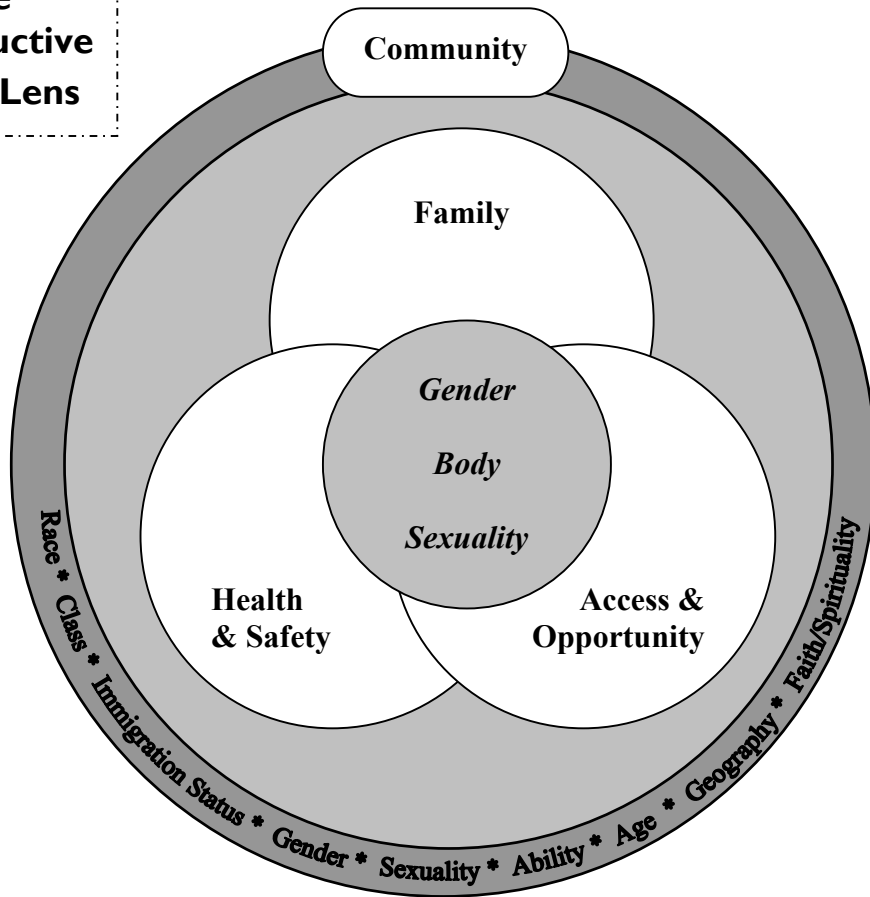 Lens
Community
Family
Gender
Body
Sexuality
Health
& Safety
Access &
Opportunity
Race * Class * Immigration Status * Gender * Sexuality * Ability * Age * Geography * Faith/Spirituality